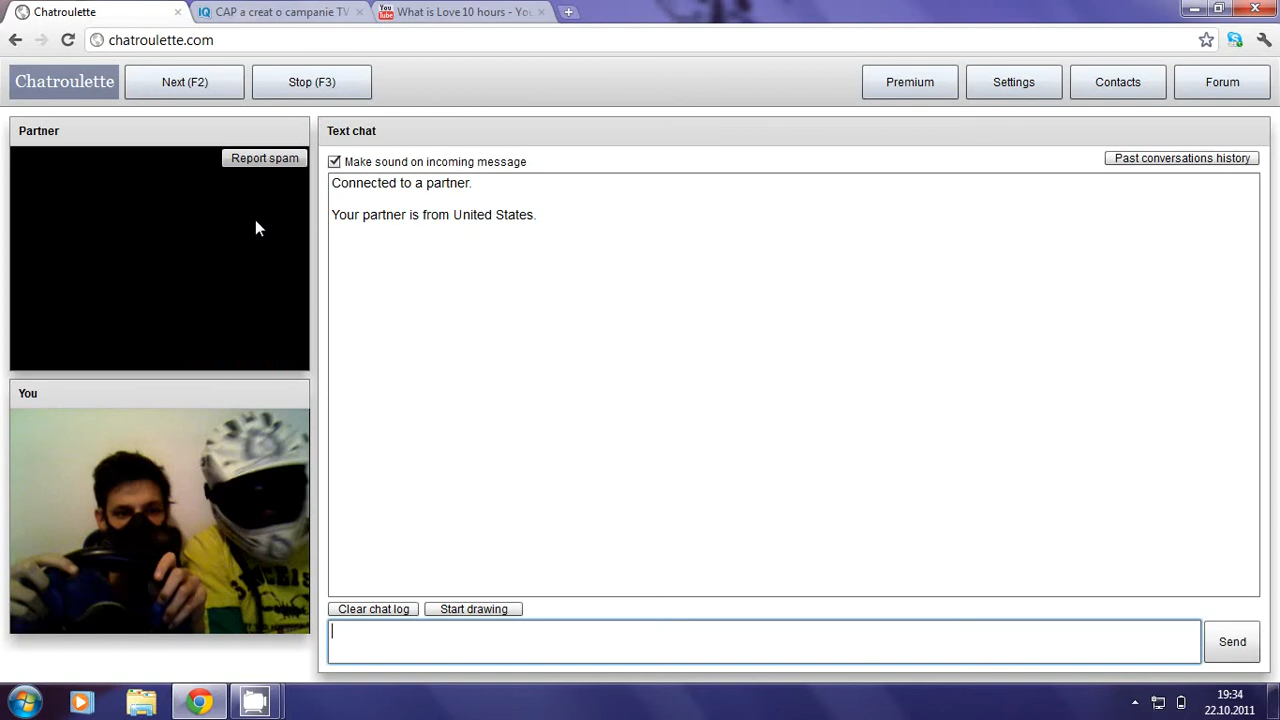 Chatroulette
CAP a creat o campanie TV
What is Love 10 hours - You
chatroulette.com
Chatroulette
Next (F2)
Stop (F3)
Premium
Settings
Contacts
Forum
Partner
Report spam
Text chat
Make sound on incoming message
Past conversations history
Connected to a partner.
Your partner is from United States.
You
Clear chat log
Start drawing
Send
19:34
22.10.2011